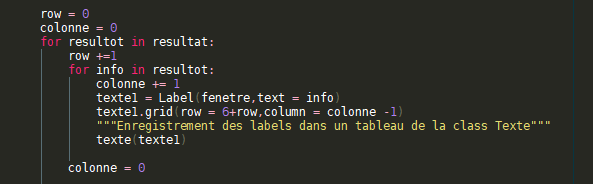 row = 0
colonne = 0
for resultot in resultat:
row +=1
for info in resultot:
colonne += 1
texte1 = Label(fenetre,text = info)
texte1.grid(row = 6+row,column = colonne -1)
"""Enregistrement des labels dans un tableau de la class Texte"""
texte(texte1)
colonne = 0